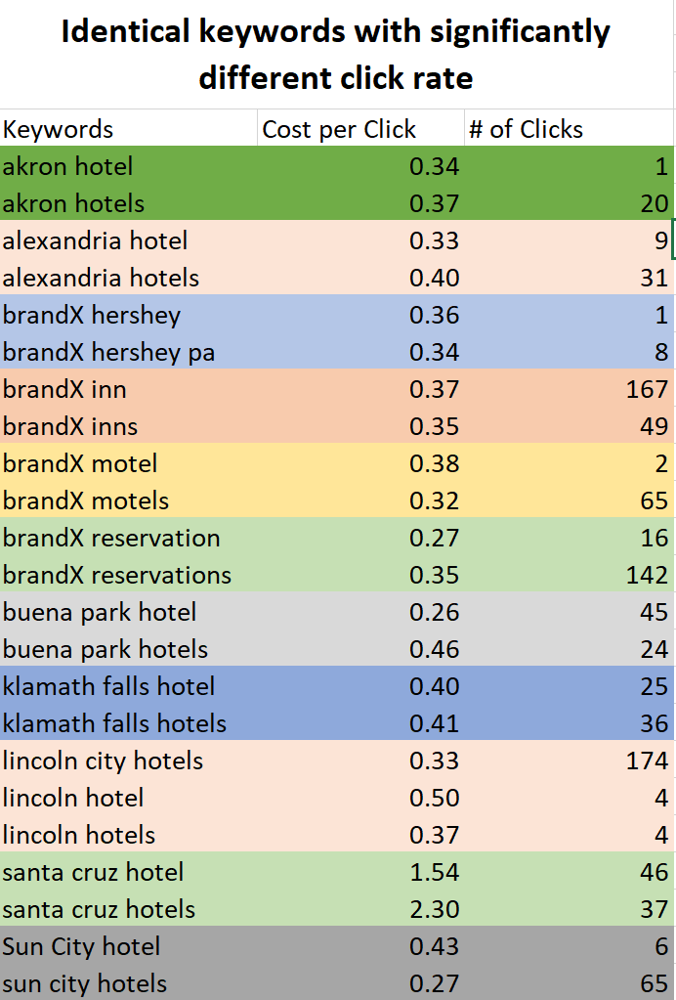 Identical keywords with significantly
different click rate
Keywords Cost per Click # of Clicks
akron hotel 0.34 1
akron hotels 0.37 20
alexandria hotel 0.33 9
alexandria hotels 0.40 31
brandX hershey 0.36 1
brandX hershey pa 0.34 8
brandX inn 0.37 167
brandX inns 0.35 49
brandX motel 0.38 2
brandX motels 0.32 65
brandX reservation 0.27 16
brandX reservations 0.35 142
buena park hotel 0.26 45
buena park hotels 0.46 24
klamath falls hotel 0.40 25
klamath falls hotels 0.41 36
lincoln city hotels 0.33 174
lincoln hotel 0.50 4
lincoln hotels 0.37 4
santa cruz hotel 1.54 46
santa cruz hotels 2.30 37
Sun City hotel 0.43 6
sun city hotels 0.27 65